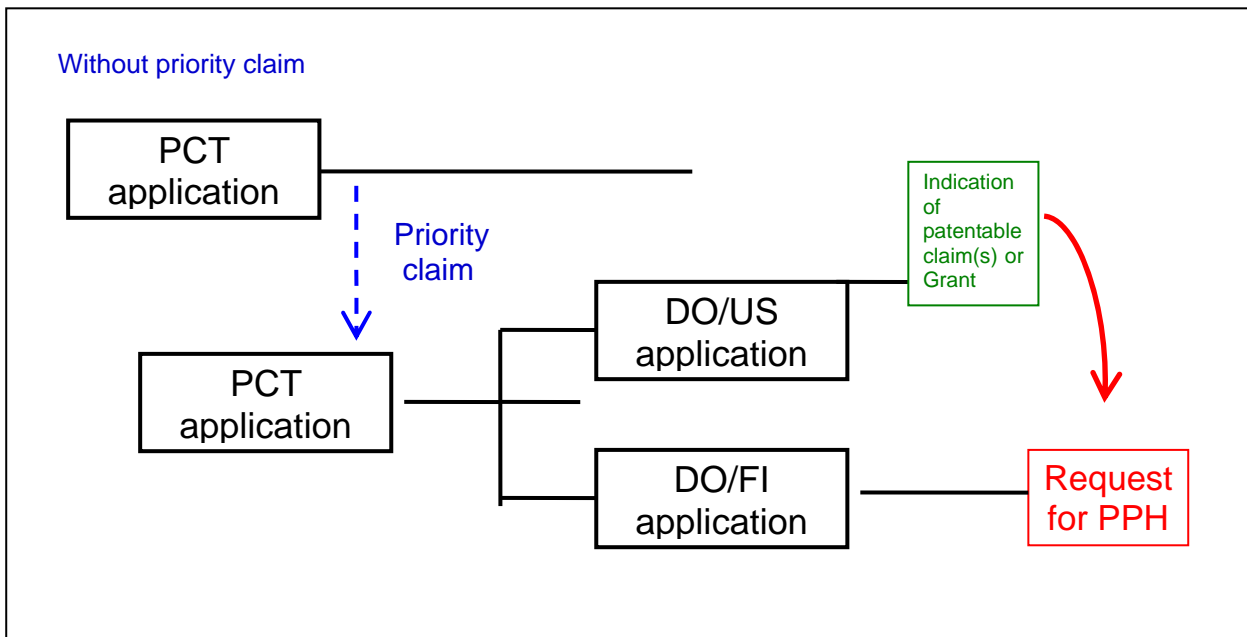 Without priority claim
PCT
application
Priority
claim
PCT
application
DO/US
application
Indication
of
patentable
claim(s) or
Grant
DO/FI
application
Request
for PPH